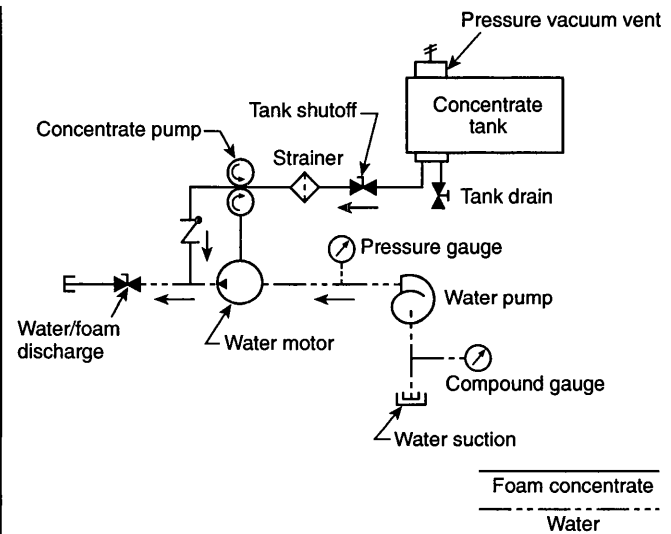 Pressure vacuum vent
Concentrate
tank
Tank shutoff
Concentrate pump
Strainer
Tank drain
Pressure gauge
Water pump
Water/foam
discharge
Water motor
Compound gauge
Water suction
Foam concentrate
Water